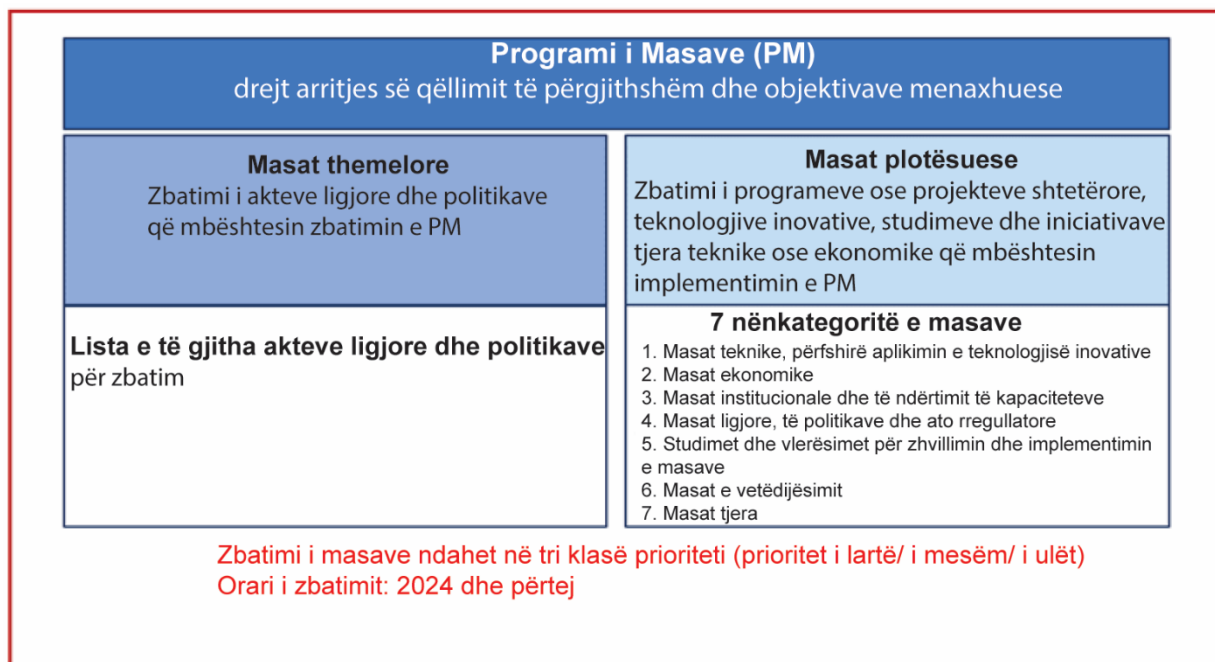 Programi i Masave (PM)
drejt arritjes së qëllimit të përgjithshëm dhe objektivave menaxhuese
Masat themelore
Zbatimi i akteve ligjore dhe politikave
që mbështesin zbatimin e PM
Masat plotësuese
Zbatimi i programeve ose projekteve shtetërore,
teknologjive inovative, studimeve dhe iniciativave
tjera teknike ose ekonomike që mbështesin
implementimin e PM
Lista e të gjitha akteve ligjore dhe politikave
për zbatim
7 nënkategoritë e masave
1. Masat teknike, përfshirë aplikimin e teknologjisë inovative
2. Masat ekonomike
3. Masat institucionale dhe të ndërtimit të kapaciteteve
4. Masat ligjore, të politikave dhe ato rregullatore
5. Studimet dhe vlerësimet për zhvillimin dhe implementimin
e masave
6. Masat e vetëdijësimit
7. Masat tjera
Zbatimi i masave ndahet në tri klasë prioriteti (prioritet i lartë/ i mesëm/ i ulët)
Orari i zbatimit: 2024 dhe përtej